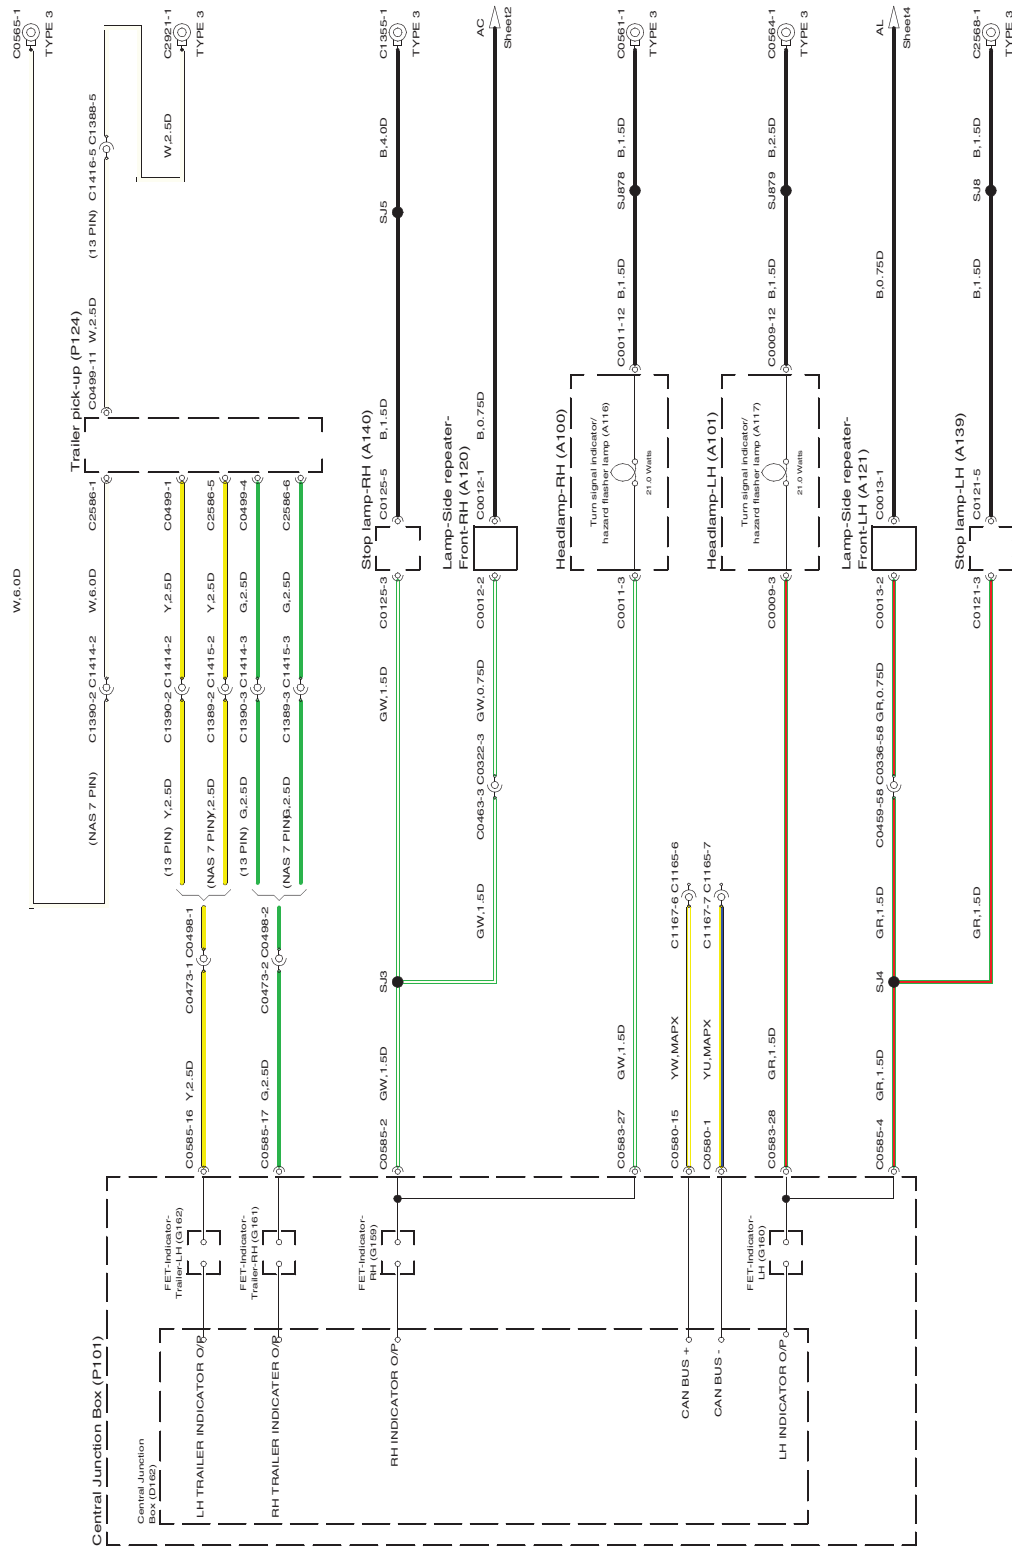 C0565-1
TYPE 3
C2921-1
TYPE 3
C1355-1
TYPE 3
AC
Sheet2
C0561-1
TYPE 3
C0564-1
TYPE 3
AL
Sheet4
C2568-1
TYPE 3
W,6.0D
(13 PIN) C1416-5 C1388-5
W,2.5D
Trailer pick-up (P124)
C0499-11 W,2.5D
B,4.0D
SJ5
B,1.5D
SJ878
B,1.5D
B,2.5D
SJ879
B,1.5D
B,0.75D
B,1.5D
SJ8
B,1.5D
C0011-12
C0009-12
Stop lamp-RH (A140)
C0125-5 B,1.5D
Lamp-Side repeater-
Front-RH (A120)
C0012-1 B,0.75D
Headlamp-RH (A100)
Turn signal indicator/
hazard flasher lamp (A116)
21.0 Watts
Headlamp-LH (A101)
Turn signal indicator/
hazard flasher lamp (A117)
21.0 Watts
Lamp-Side repeater-
Front-LH (A121)
C0013-1
Stop lamp-LH (A139)
C0121-5
C2586-1
C0499-1
C2586-5
C0499-4
C2586-6
W,6.0D
Y,2.5D
Y,2.5D
G,2.5D
G,2.5D
C0125-3
C0012-2
C0011-3
C0009-3
C0013-2
C0121-3
C1390-2 C1414-2
C1390-2 C1414-2
C1389-2 C1415-2
C1390-3 C1414-3
C1389-3 C1415-3
(NAS 7 PIN)
(13 PIN) Y,2.5D
(NAS 7 PIN) Y,2.5D
(13 PIN) G,2.5D
(NAS 7 PIN) G,2.5D
GW,1.5D
GW,0.75D
C0463-3 C0322-3
GW,1.5D
C0459-58 C0336-58 GR,0.75D
GR,1.5D
GR,1.5D
C1167-6 C1165-6
C1167-7 C1165-7
C0473-1 C0498-1
C0473-2 C0498-2
SJ3
SJ4
C0585-16 Y,2.5D
C0585-17 G,2.5D
C0585-2 GW,1.5D
C0583-27 GW,1.5D
C0580-15 YW,MAPX
C0580-1 YU,MAPX
C0583-28 GR,1.5D
C0585-4 GR,1.5D
FET-Indicator-
Trailer-LH (G162)
FET-Indicator-
Trailer-RH (G161)
FET-Indicator-
RH (G159)
FET-Indicator-
LH (G160)
Central Junction Box (P101)
Central Junction
Box (D162)
LH TRAILER INDICATOR O/P
RH TRAILER INDICATER O/P
RH INDICATOR O/P
CAN BUS +
CAN BUS -
LH INDICATOR O/P